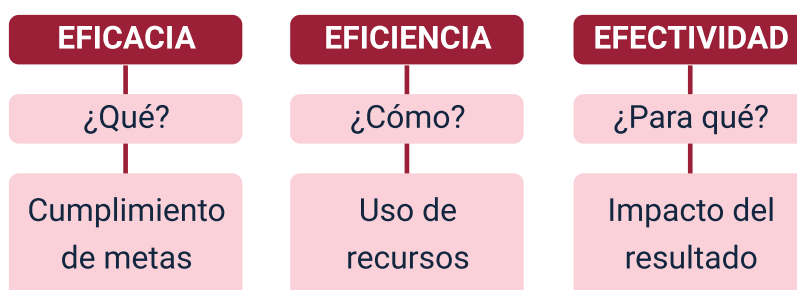 EFICACIA
¿Qué?
Cumplimiento
de metas
EFICIENCIA
¿Cómo?
Uso de
recursos
EFECTIVIDAD
¿Para qué?
Impacto del
resultado